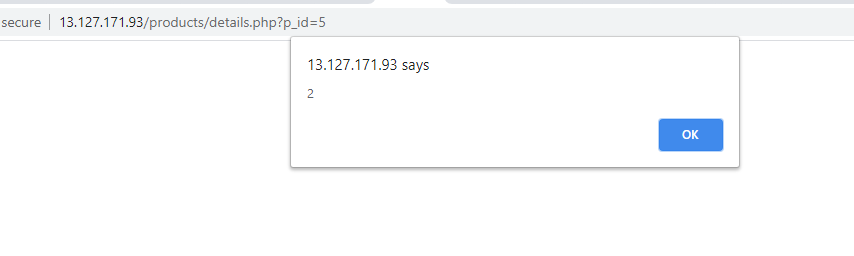 secure | 13.127.171.93/products/details.php?p_id=5
13.127.171.93 says
2
OK